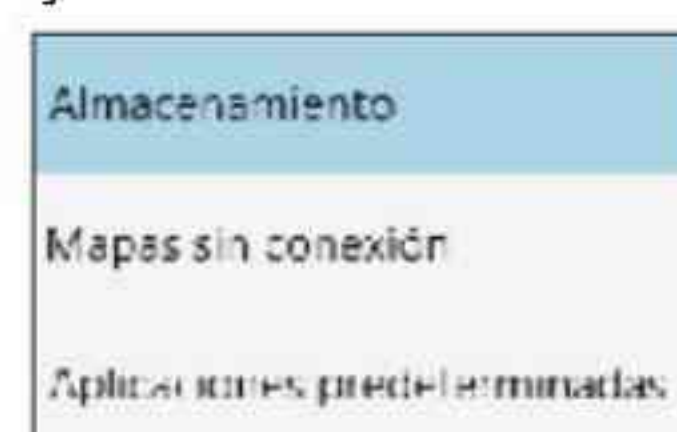 Almacenamiento
Mapas sin conexión
Aplicaciones predeterminadas